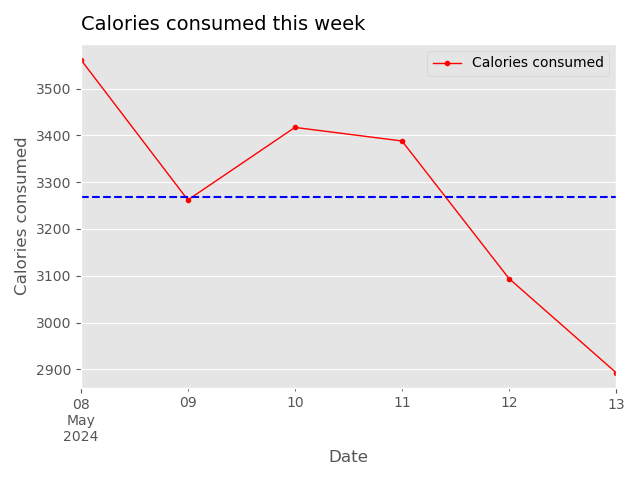 Calories consumed this week
Calories consumed
3500
3400
3300
3200
3100
3000
2900
Calories consumed
08 09 10 11 12 13
May
2024
Date